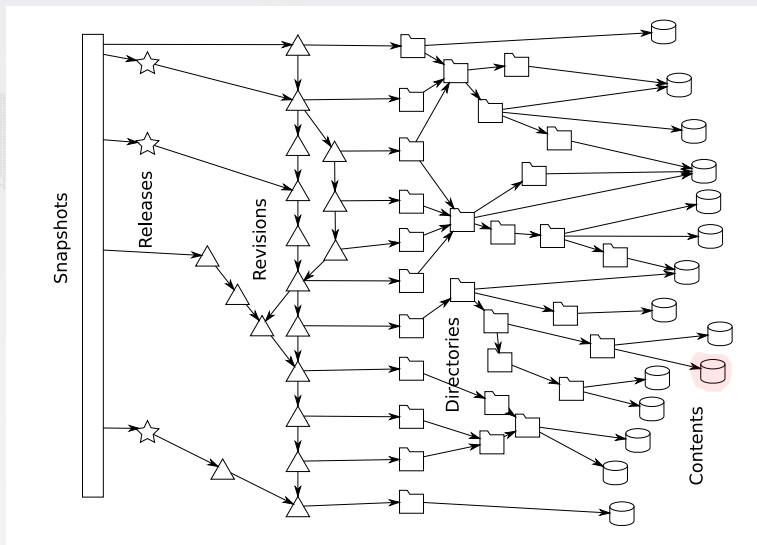 Snapshots
Releases
Revisions
Directories
Contents